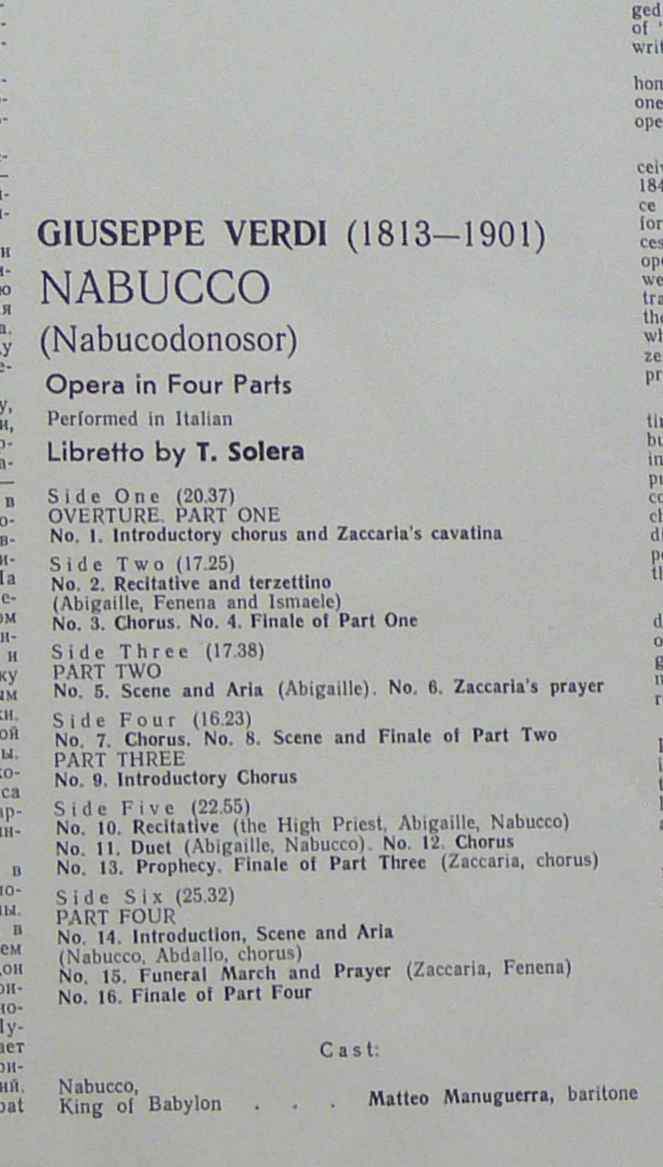 GIUSEPPE VERDI (1813—1901)
NABUCCO
(Nabucodonosor)
Opera in Four Parts
Performed in Italian
Libretto by T. Solera
Side One (20.37)
OVERTURE. PART ONE
No. 1. Introductory chorus and Zaccaria's cavatina
Side Two (17.25)
No. 2. Recitative and terzettino
(Abigaille, Fenena and Ismaele)
No. 3. Chorus. No. 4. Finale of Part One
Side Three (17.38)
PART TWO
No. 5. Scene and Aria (Abigaille). No. 6. Zaccaria's prayer
Side Four (16.23)
No. 7. Chorus. No. 8. Scene and Finale of Part Two
PART THREE
No. 9. Introductory Chorus
Side Five (22.55)
No. 10. Recitative (the High Priest, Abigaille, Nabucco)
No. 11. Duet (Abigaille, Nabucco). No. 12. Chorus
No. 13. Prophecy. Finale of Part Three (Zaccaria, chorus)
Side Six (25.32)
PART FOUR
No. 14. Introduction, Scene and Aria
(Nabucco, Abdallo, chorus)
No. 15. Funeral March and Prayer (Zaccaria, Fenena)
No. 16. Finale of Part Four
Cast:
Nabucco,
King of Babylon . . . Matteo Manuguerra, baritone